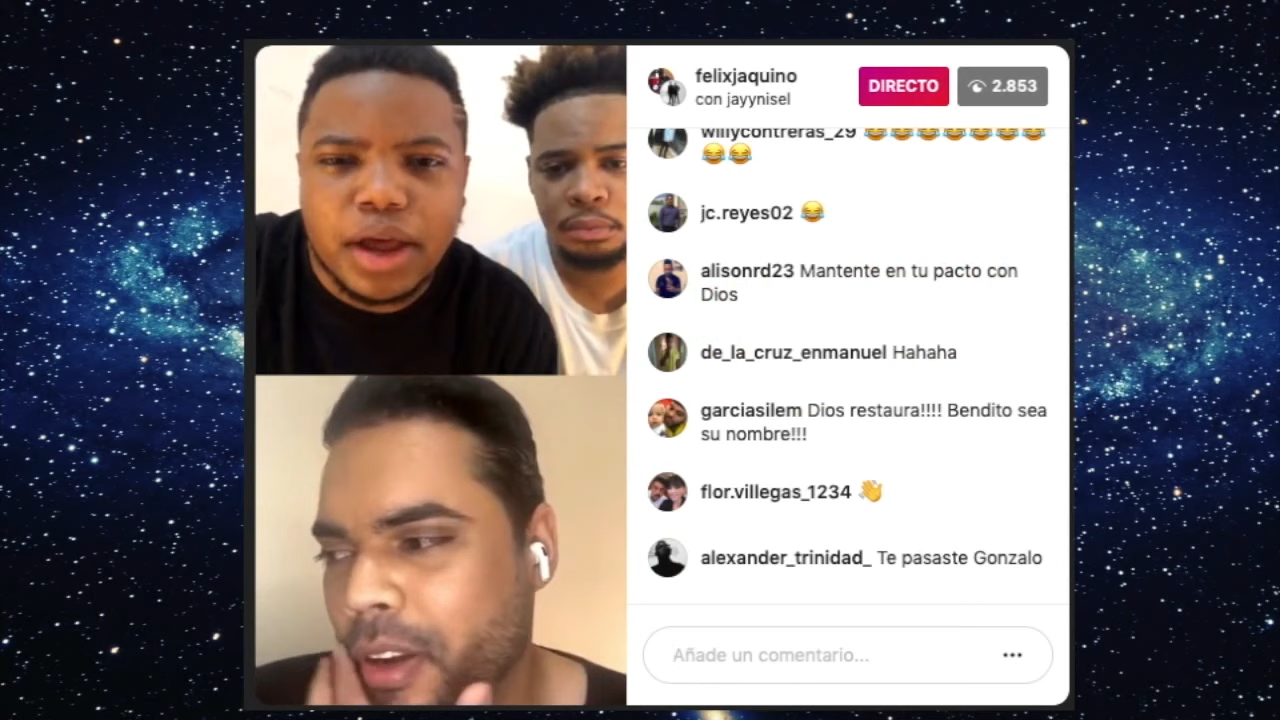 felixjaquino
con jayynisel
DIRECTO
2.853
willycontreras_29 😂😂😂😂😂😂😂
😂😂
jc.reyes02 😂
alisonrd23 Mantente en tu pacto con
Dios
de_la_cruz_enmanuel Hahaha
garciasilem Dios restaura!!!! Bendito sea
su nombre!!!
flor.villegas_1234 👋
alexander_trinidad_ Te pasaste Gonzalo
Añade un comentario...